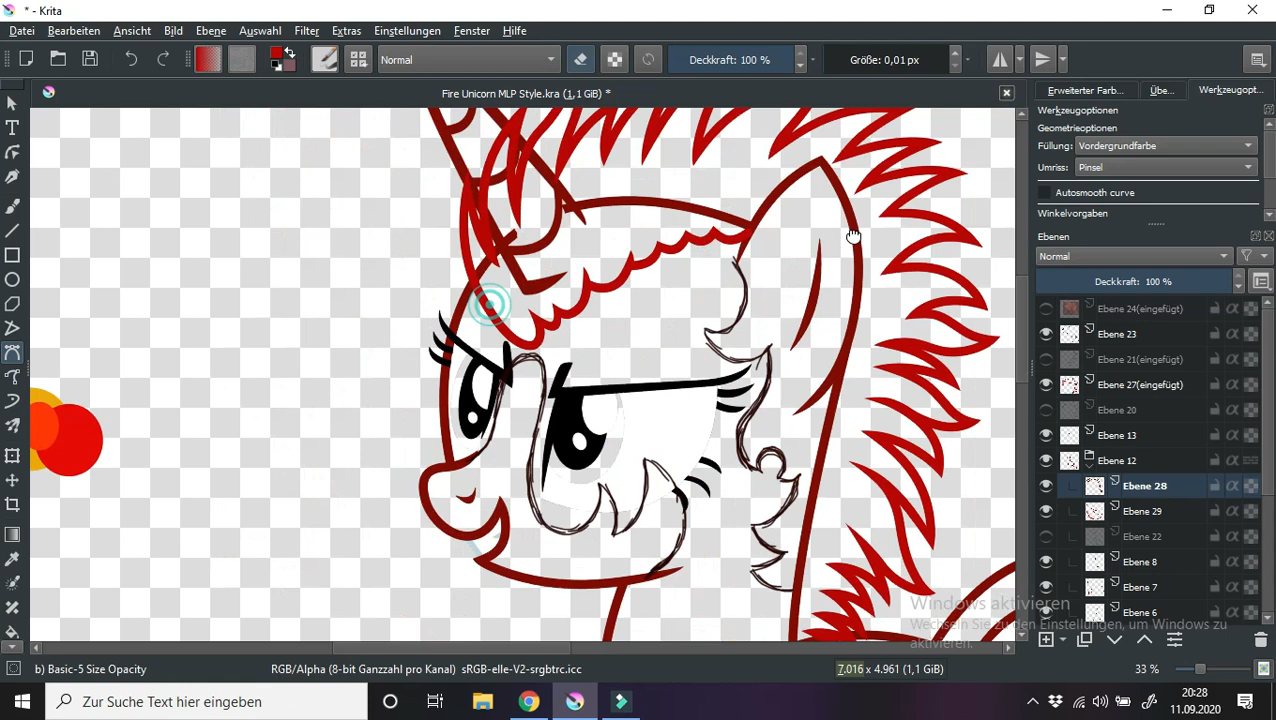 * - Krita
Datei Bearbeiten Ansicht Bild Ebene Auswahl Filter Extras Einstellungen Fenster Hilfe
Normal Deckkraft: 100 % Größe: 0,01 px
Fire Unicorn MLP Style.kra (1,1 GiB) *
Erweiterter Farb... Übe... Werkzeugopt...
Werkzeugoptionen
Geometrieoptionen
Füllung: Vordergrundfarbe
Umriss: Pinsel
Autosmooth curve
Winkelvorgaben
Ebenen
Normal
Deckkraft: 100 %
Ebene 24(eingefügt)
Ebene 23
Ebene 21(eingefügt)
Ebene 27(eingefügt)
Ebene 20
Ebene 13
Ebene 12
Ebene 28
Ebene 29
Ebene 22
Ebene 8
Ebene 7
Ebene 6
Windows aktivieren
Wechseln Sie zu den Einstellungen, um Windows zu
aktivieren.
b) Basic-5 Size Opacity RGB/Alpha (8-bit Ganzzahl pro Kanal) sRGB-elle-V2-srgbtrc.icc 7.016 x 4.961 (1,1 GiB) 33 %
Zur Suche Text hier eingeben
20:28
11.09.2020